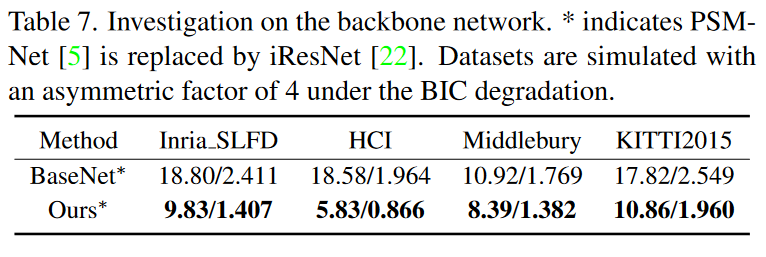 Table 7. Investigation on the backbone network. * indicates PSM-
Net [5] is replaced by iResNet [22]. Datasets are simulated with
an asymmetric factor of 4 under the BIC degradation.
Method Inria_SLFD HCI Middlebury KITTI2015
BaseNet* 18.80/2.411 18.58/1.964 10.92/1.769 17.82/2.549
Ours* 9.83/1.407 5.83/0.866 8.39/1.382 10.86/1.960